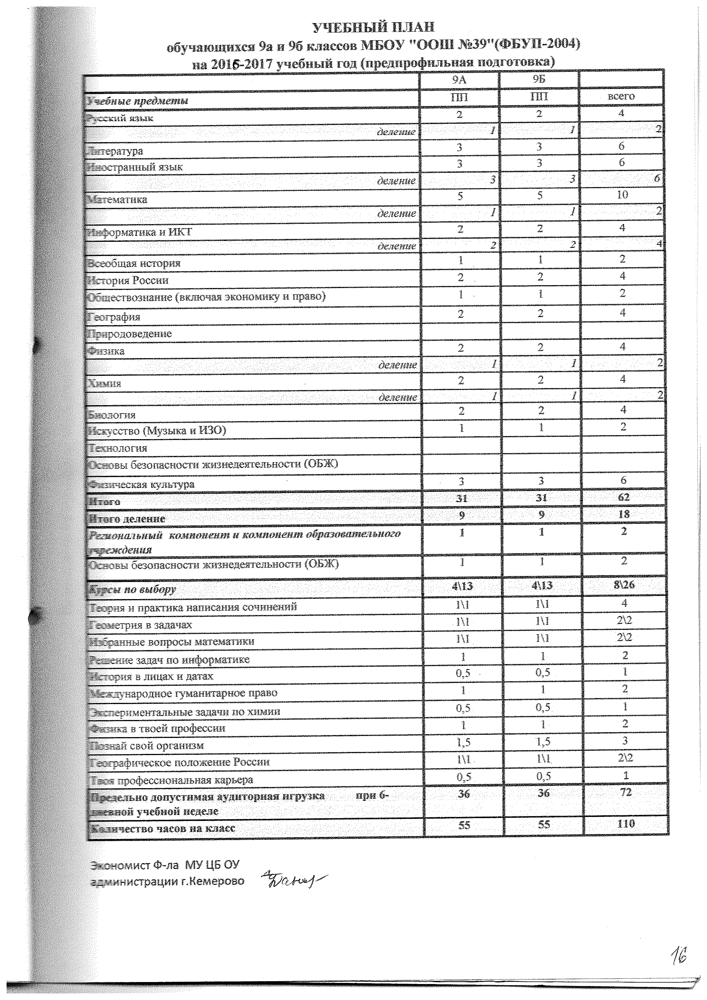 УЧЕБНЫЙ ПЛАН
обучающихся 9а и 9б классов МБОУ "ООШ №39"(ФБУП-2004)
на 2016-2017 учебный год (предпрофильная подготовка)
9А 9Б
Учебные предметы ПП ПП всего
Русский язык 2 2 4
деление 1 1 2
Литература 3 3 6
Иностранный язык 3 3 6
деление 3 3 6
Математика 5 5 10
деление 1 1 2
Информатика и ИКТ 2 2 4
деление 2 2 4
Всеобщая история 1 1 2
История России 2 2 4
Обществознание (включая экономику и право) 1 1 2
География 2 2 4
Природоведение
Физика 2 2 4
деление 1 1 2
Химия 2 2 4
деление 1 1 2
Биология 2 2 4
Искусство (Музыка и ИЗО) 1 1 2
Технология
Основы безопасности жизнедеятельности (ОБЖ)
Физическая культура 3 3 6
Итого 31 31 62
Итого деление 9 9 18
Региональный компонент и компонент образовательного 1 1 2
учреждения
Основы безопасности жизнедеятельности (ОБЖ) 1 1 2
Курсы по выбору 4\13 4\13 8\26
Теория и практика написания сочинений 1\1 1\1 4
Геометрия в задачах 1\1 1\1 2\2
Избранные вопросы математики 1\1 1\1 2\2
Решение задач по информатике 1 1 2
История в лицах и датах 0,5 0,5 1
Международное гуманитарное право 1 1 2
Экспериментальные задачи по химии 0,5 0,5 1
Физика в твоей профессии 1 1 2
Познай свой организм 1,5 1,5 3
Географическое положение России 1\1 1\1 2\2
Твоя профессиональная карьера 0,5 0,5 1
Предельно допустимая аудиторная нгрузка при 6- 36 36 72
дневной учебной неделе
Количество часов на класс 55 55 110
Экономист Ф-ла МУ ЦБ ОУ
администрации г.Кемерово
16